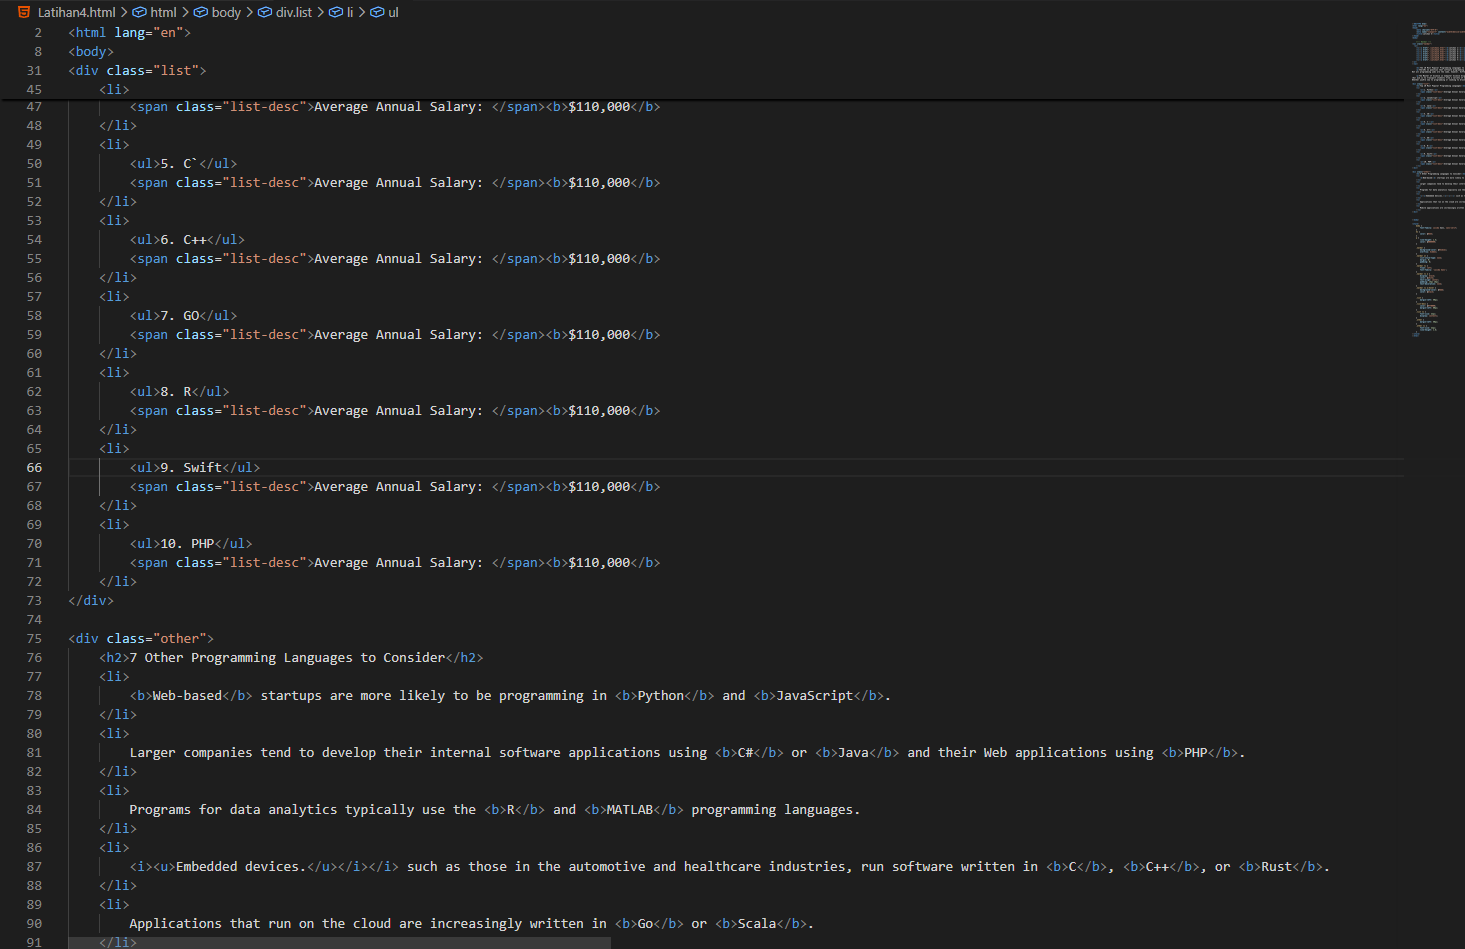 Latihan4.html > html > body > div.list > li > ul
2 <html lang="en">
8 <body>
31 <div class="list">
45 <li>
47 <span class="list-desc">Average Annual Salary: </span><b>$110,000</b>
48 </li>
49 <li>
50 <ul>5. C`</ul>
51 <span class="list-desc">Average Annual Salary: </span><b>$110,000</b>
52 </li>
53 <li>
54 <ul>6. C++</ul>
55 <span class="list-desc">Average Annual Salary: </span><b>$110,000</b>
56 </li>
57 <li>
58 <ul>7. GO</ul>
59 <span class="list-desc">Average Annual Salary: </span><b>$110,000</b>
60 </li>
61 <li>
62 <ul>8. R</ul>
63 <span class="list-desc">Average Annual Salary: </span><b>$110,000</b>
64 </li>
65 <li>
66 <ul>9. Swift</ul>
67 <span class="list-desc">Average Annual Salary: </span><b>$110,000</b>
68 </li>
69 <li>
70 <ul>10. PHP</ul>
71 <span class="list-desc">Average Annual Salary: </span><b>$110,000</b>
72 </li>
73 </div>
74
75 <div class="other">
76 <h2>7 Other Programming Languages to Consider</h2>
77 <li>
78 <b>Web-based</b> startups are more likely to be programming in <b>Python</b> and <b>JavaScript</b>.
79 </li>
80 <li>
81 Larger companies tend to develop their internal software applications using <b>C#</b> or <b>Java</b> and their Web applications using <b>PHP</b>.
82 </li>
83 <li>
84 Programs for data analytics typically use the <b>R</b> and <b>MATLAB</b> programming languages.
85 </li>
86 <li>
87 <i><u>Embedded devices.</u></i></i> such as those in the automotive and healthcare industries, run software written in <b>C</b>, <b>C++</b>, or <b>Rust</b>.
88 </li>
89 <li>
90 Applications that run on the cloud are increasingly written in <b>Go</b> or <b>Scala</b>.
91 </li>